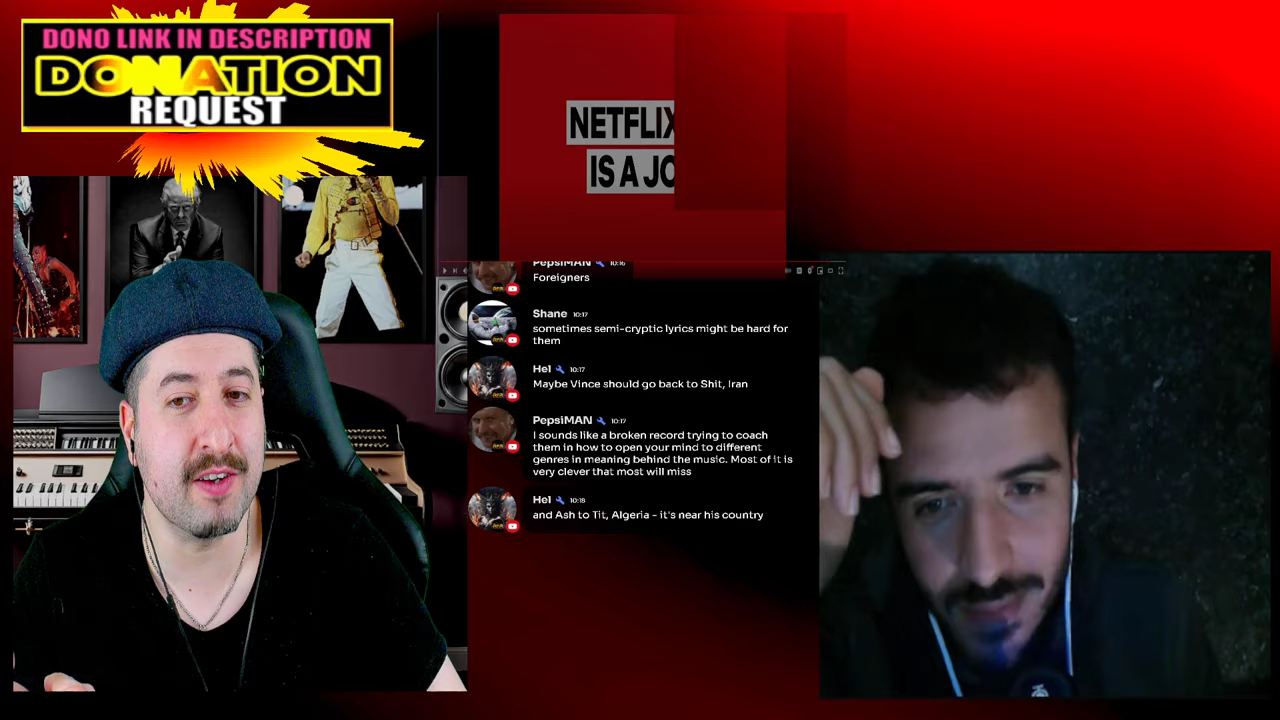 DONO LINK IN DESCRIPTION
DONATION
REQUEST
NETFLIX
IS A JO
PepsiMAN 10:16
Foreigners
Shane 10:17
sometimes semi-cryptic lyrics might be hard for
them
Hel 10:17
Maybe Vince should go back to Shit, Iran
PepsiMAN 10:17
I sounds like a broken record trying to coach
them in how to open your mind to different
genres in meaning behind the music. Most of it is
very clever that most will miss
Hel 10:18
and Ash to Tit, Algeria - it's near his country